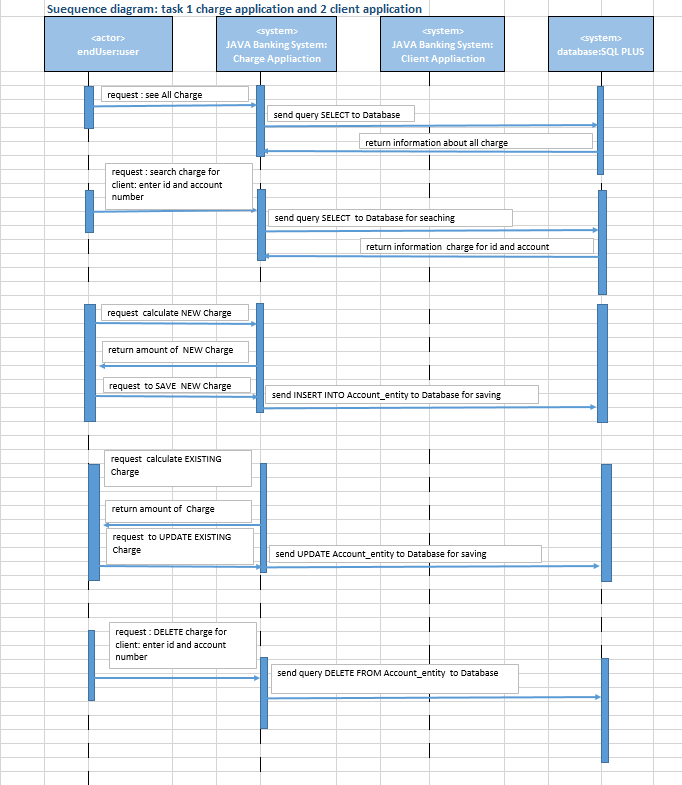 Suequence diagram: task 1 charge application and 2 client application
<actor>
endUser:user
<system>
JAVA Banking System:
Charge Appliaction
<system>
JAVA Banking System:
Client Appliaction
<system>
database:SQL PLUS
request : see All Charge
send query SELECT to Database
return information about all charge
request : search charge for
client: enter id and account
number
send query SELECT  to Database for seaching
return information  charge for id and account
request  calculate NEW Charge
return amount of  NEW Charge
request  to SAVE  NEW Charge
send INSERT INTO Account_entity to Database for saving
request  calculate EXISTING
Charge
return amount of  Charge
request  to UPDATE EXISTING
Charge
send UPDATE Account_entity to Database for saving
request : DELETE charge for
client: enter id and account
number
send query DELETE FROM Account_entity  to Database